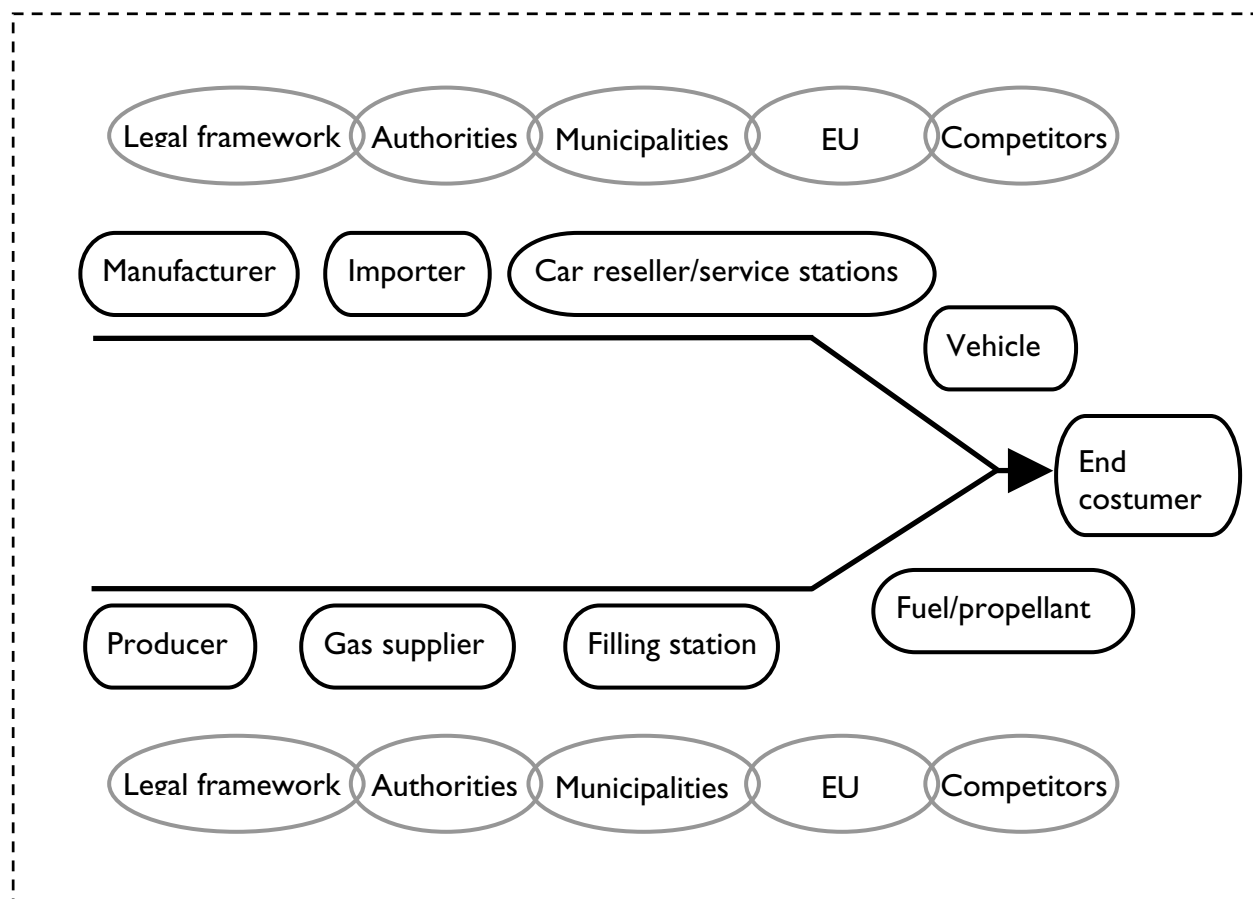 Legal framework Authorities Municipalities EU Competitors
Manufacturer Importer Car reseller/service stations
Vehicle
End
costumer
Fuel/propellant
Producer Gas supplier Filling station
Legal framework Authorities Municipalities EU Competitors